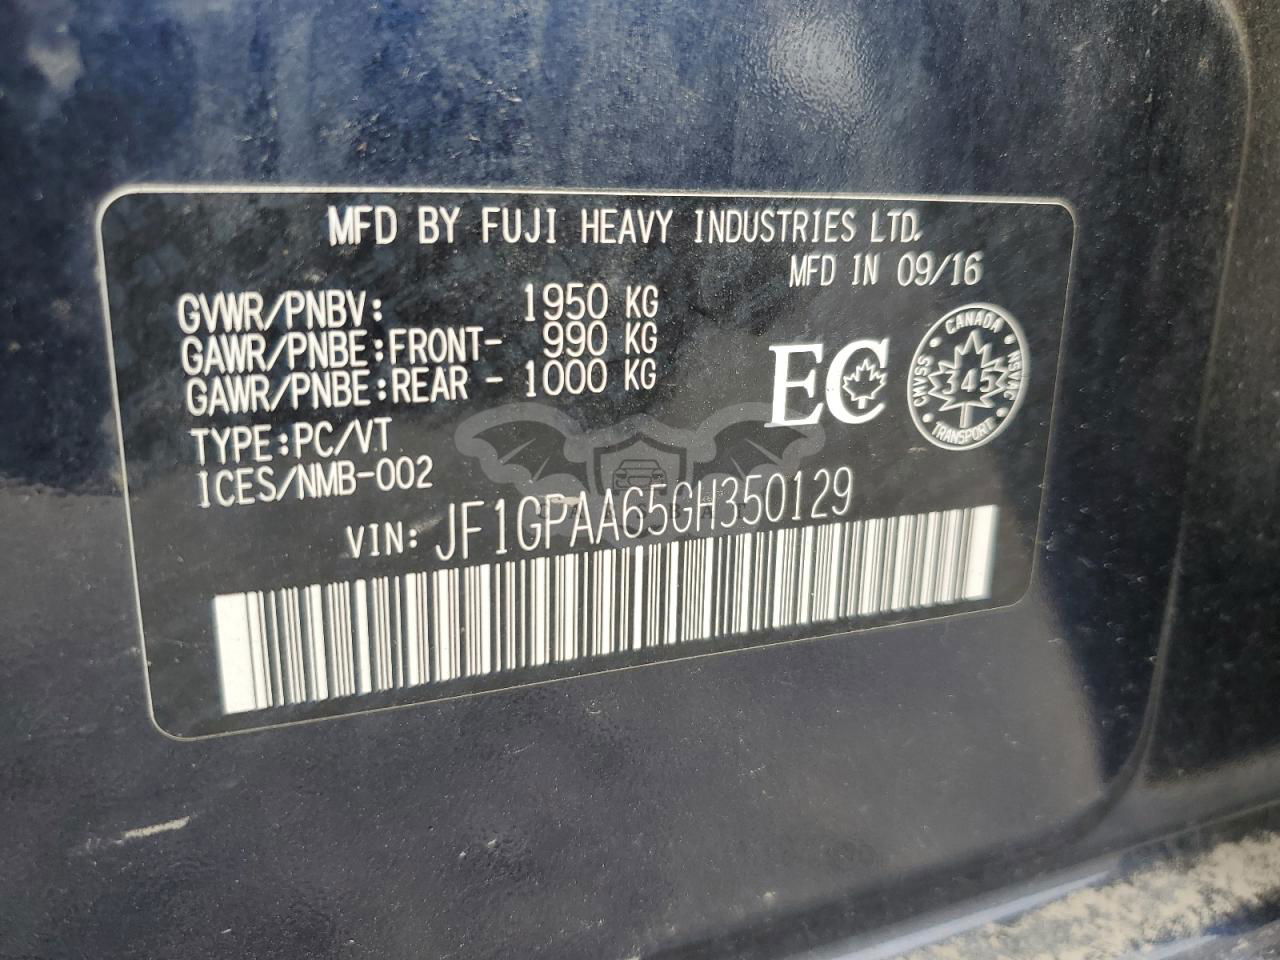 MFD BY FUJI HEAVY INDUSTRIES LTD.
MFD IN 09/16
GVWR/PNBV: 1950 KG
GAWR/PNBE:FRONT- 990 KG
GAWR/PNBE:REAR - 1000 KG
TYPE:PC/VT
ICES/NMB-002
EC
CANADA
CMVSS
NSVAC
345
TRANSPORT
VIN: JF1GPAA65GH350129